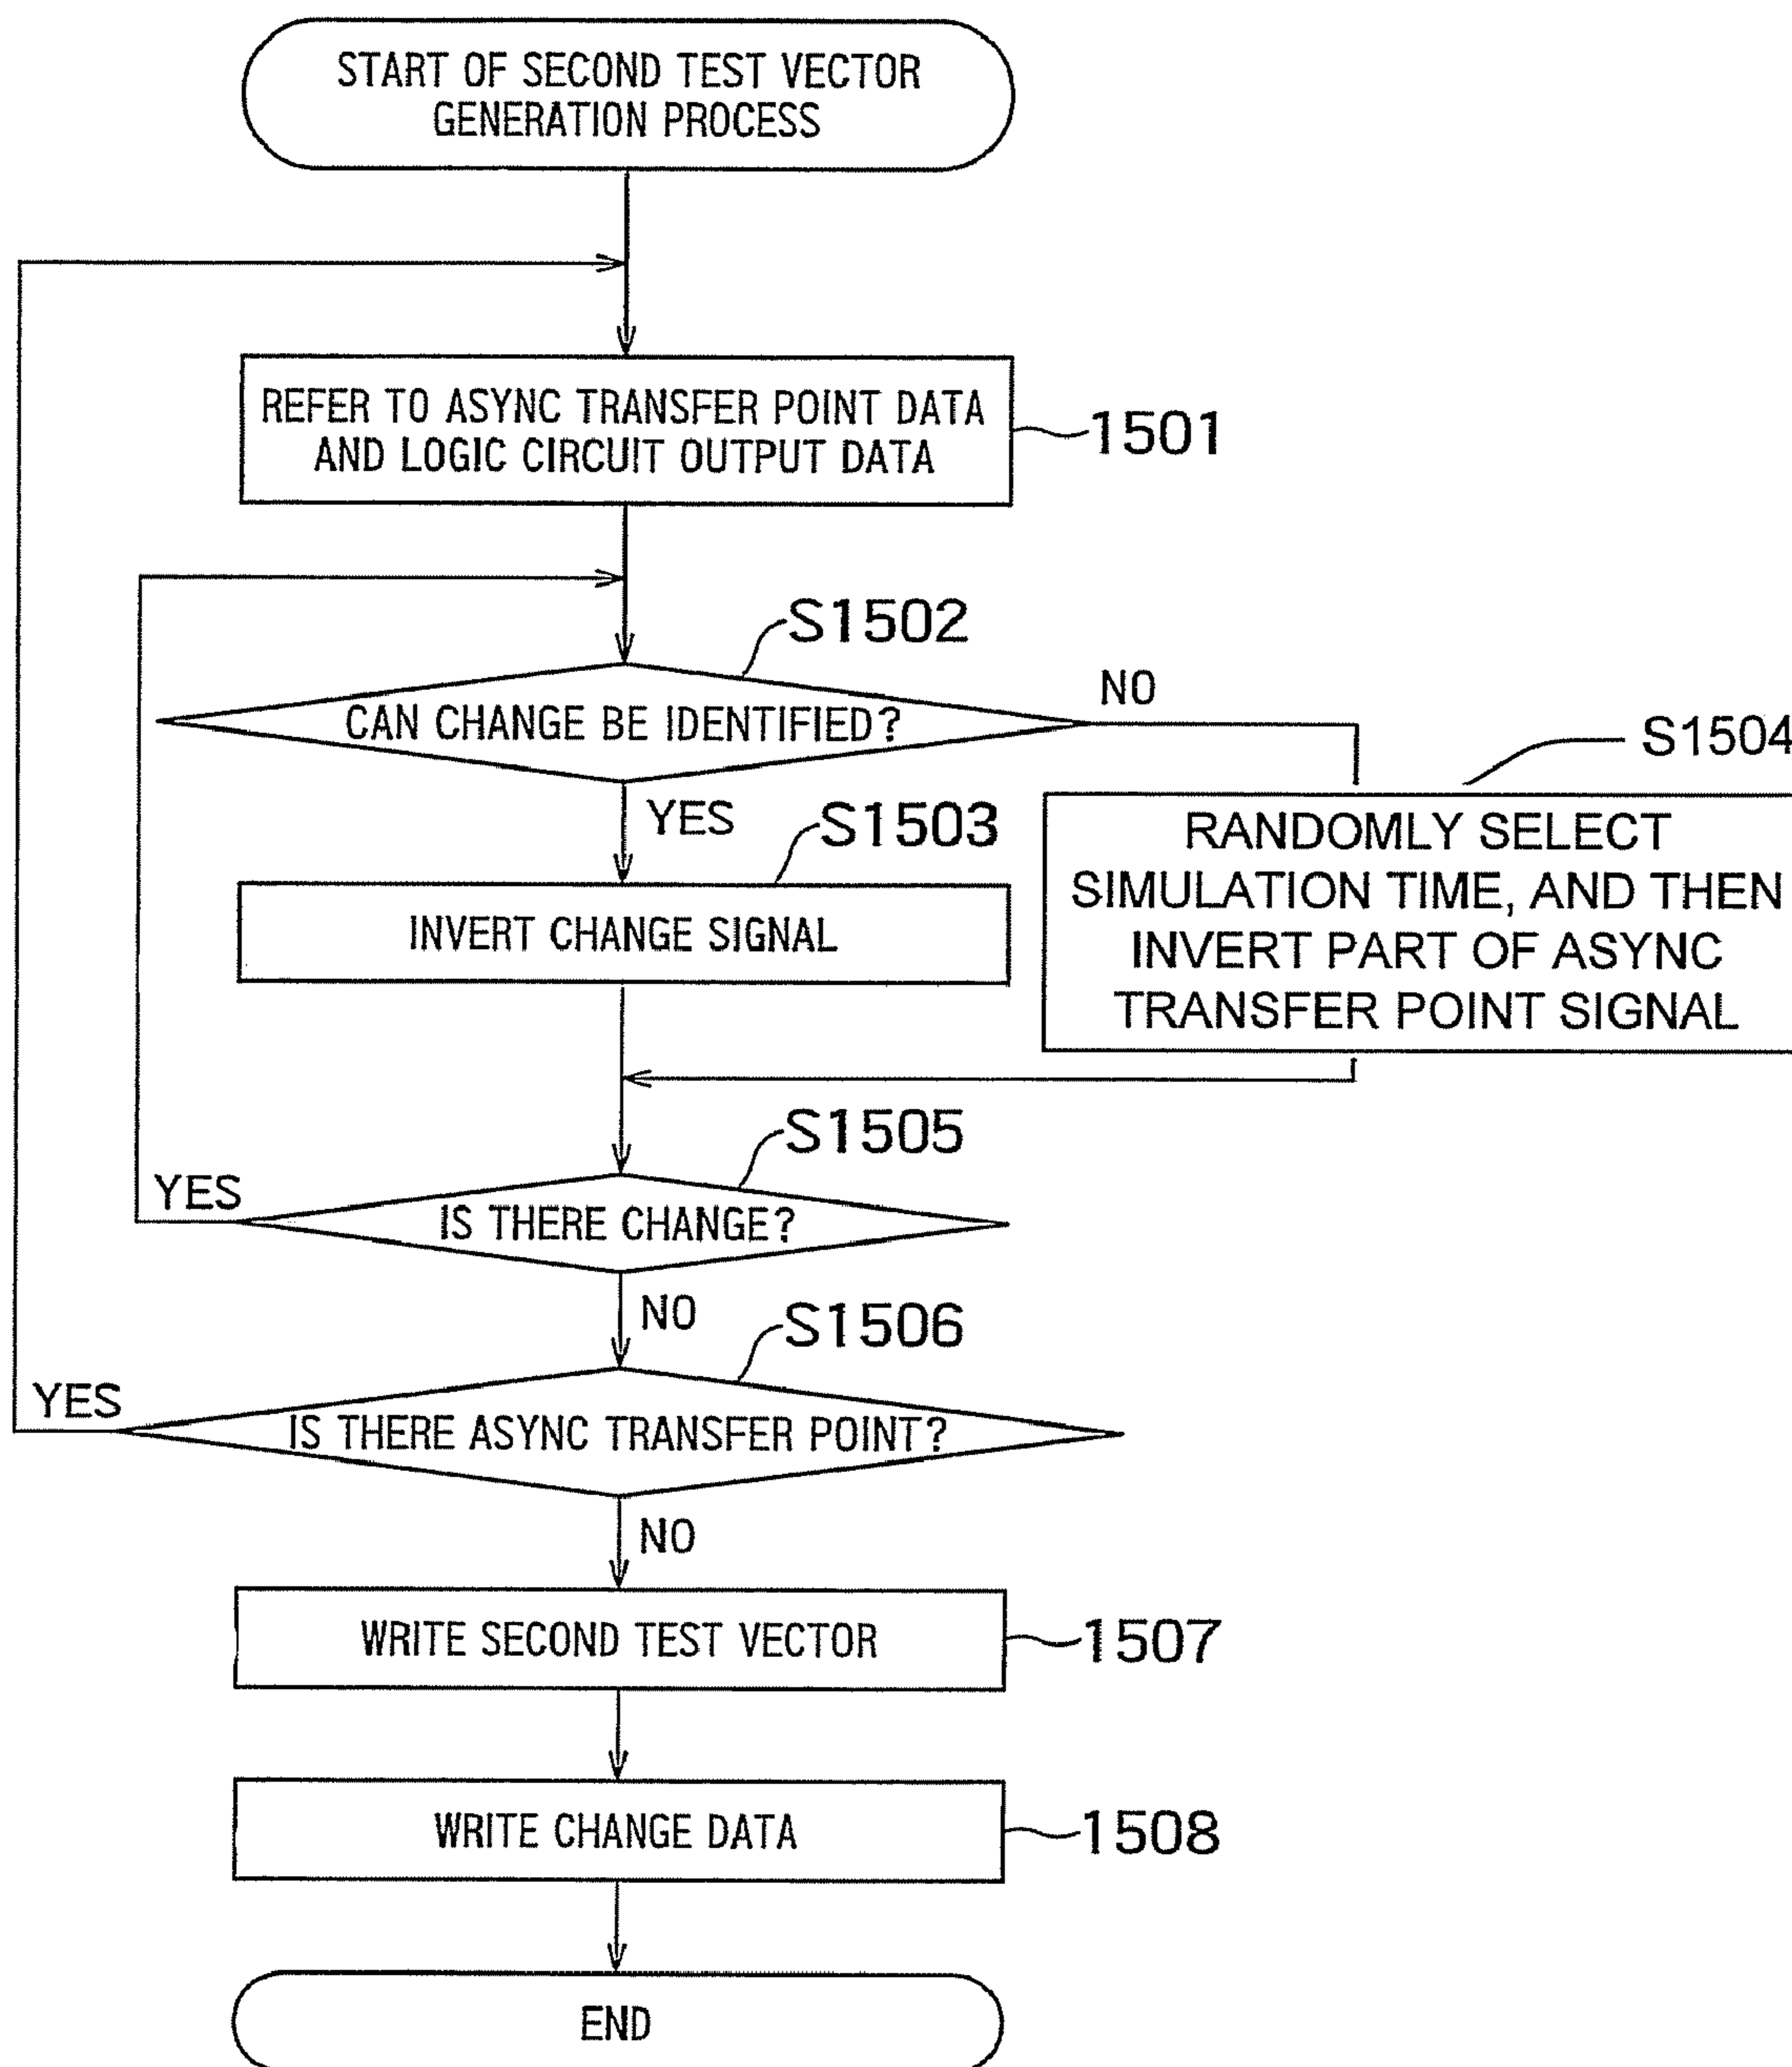 START OF SECOND TEST VECTOR
GENERATION PROCESS
REFER TO ASYNC TRANSFER POINT DATA
AND LOGIC CIRCUIT OUTPUT DATA
1501
S1502
CAN CHANGE BE IDENTIFIED?
NO
YES
S1503
INVERT CHANGE SIGNAL
S1504
RANDOMLY SELECT
SIMULATION TIME, AND THEN
INVERT PART OF ASYNC
TRANSFER POINT SIGNAL
S1505
IS THERE CHANGE?
YES
NO
S1506
IS THERE ASYNC TRANSFER POINT?
YES
NO
WRITE SECOND TEST VECTOR
1507
WRITE CHANGE DATA
1508
END